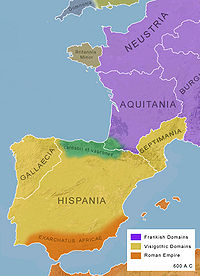 NEUSTRIA
Britannia
Minor
AQUITANIA
BURG
SEPTIMANIA
Cantabri et vascones
GALLAECIA
HISPANIA
EXARCHATUS AFRICAE
Frankish Domains
Visigothic Domains
Roman Empire
600 A C